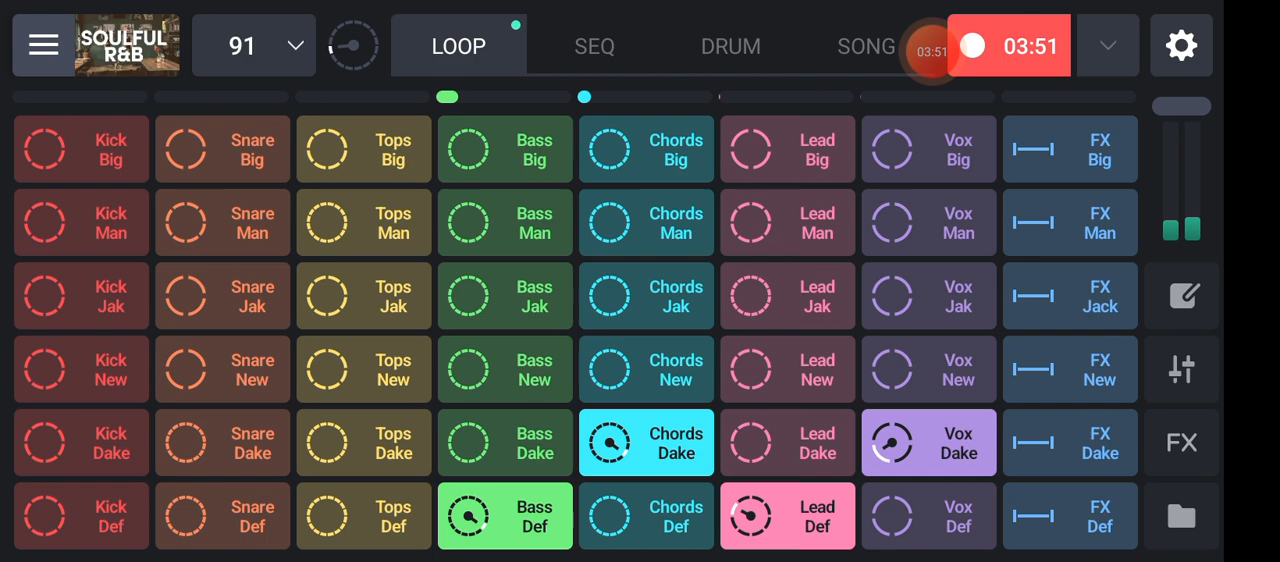 SOULFUL
R&B
91
LOOP
SEQ
DRUM
SONG
03:51
03:51
Kick
Big
Snare
Big
Tops
Big
Bass
Big
Chords
Big
Lead
Big
Vox
Big
FX
Big
Kick
Man
Snare
Man
Tops
Man
Bass
Man
Chords
Man
Lead
Man
Vox
Man
FX
Man
Kick
Jak
Snare
Jak
Tops
Jak
Bass
Jak
Chords
Jak
Lead
Jak
Vox
Jak
FX
Jack
Kick
New
Snare
New
Tops
New
Bass
New
Chords
New
Lead
New
Vox
New
FX
New
Kick
Dake
Snare
Dake
Tops
Dake
Bass
Dake
Chords
Dake
Lead
Dake
Vox
Dake
FX
Dake
FX
Kick
Def
Snare
Def
Tops
Def
Bass
Def
Chords
Def
Lead
Def
Vox
Def
FX
Def